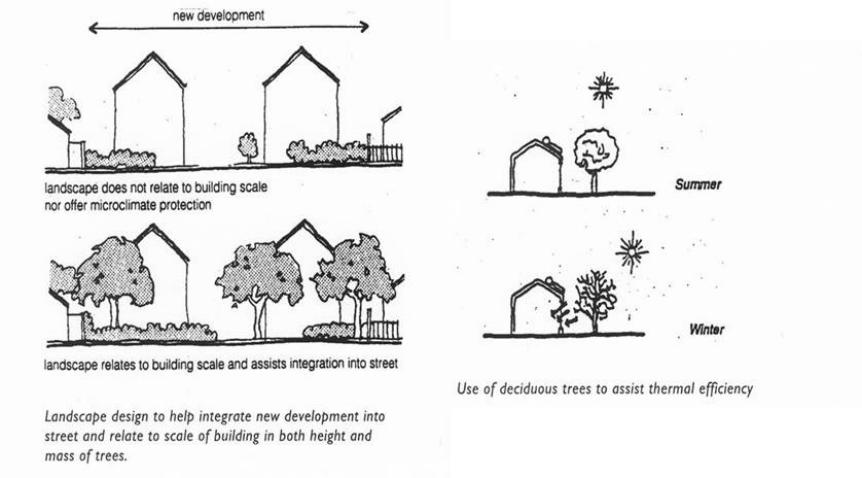 new development
landscape does not relate to building scale
nor offer microclimate protection
landscape relates to building scale and assists integration into street
Landscape design to help integrate new development into
street and relate to scale of building in both height and
mass of trees.
Summer
Winter
Use of deciduous trees to assist thermal efficiency